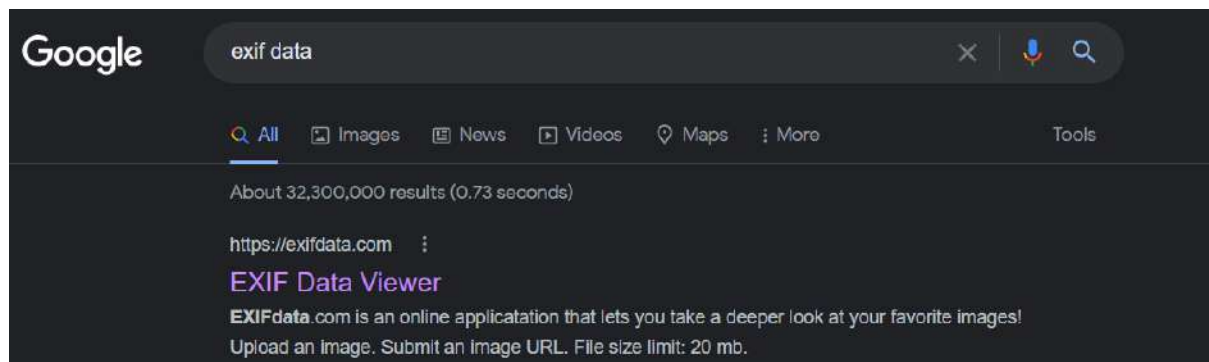 Google
exif data
All Images News Videos Maps More Tools
About 32,300,000 results (0.73 seconds)
https://exifdata.com
EXIF Data Viewer
EXIFdata.com is an online applicatation that lets you take a deeper look at your favorite images!
Upload an image. Submit an image URL. File size limit: 20 mb.